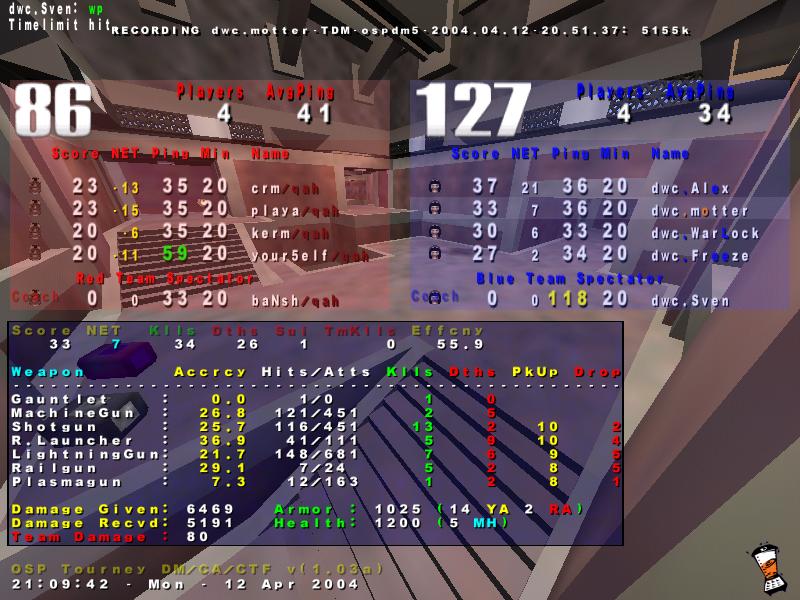 dwc.Sven: wp
Timelimit hit.
RECORDING dwc.motter-TDM-ospdm5-2004.04.12-20.51.37: 5155k
86 Players AvgPing
4 41
Score NET Ping Min Name
23 -13 35 20 crm/qah
23 -15 35 20 playa/qah
20 -6 35 20 kerm/qah
20 -11 59 20 your5elf/qah
Red Team Spectator
Coach 0 0 33 20 baNsh/qah
127 Players AvgPing
4 34
Score NET Ping Min Name
37 21 36 20 dwc.Alex
33 7 36 20 dwc.motter
30 6 33 20 dwc.WarLock
27 2 34 20 dwc.Freeze
Blue Team Spectator
Coach 0 0 118 20 dwc.Sven
Score NET Klls Dths Sui TmKlls Effcny
33 7 34 26 1 0 55.9
Weapon Accrcy Hits/Atts Klls Dths PkUp Drop
Gauntlet : 0.0 1/0 1 0
MachineGun : 26.8 121/451 2 5
Shotgun : 25.7 116/451 13 2 10 2
R.Launcher : 36.9 41/111 5 9 10 4
LightningGun: 21.7 148/681 7 6 9 5
Railgun : 29.1 7/24 5 2 8 5
Plasmagun : 7.3 12/163 1 2 8 1
Damage Given: 6469 Armor : 1025 (14 YA 2 RA)
Damage Recvd: 5191 Health: 1200 (5 MH)
Team Damage : 80
OSP Tourney DM/CA/CTF v(1.03a)
21:09:42 - Mon - 12 Apr 2004